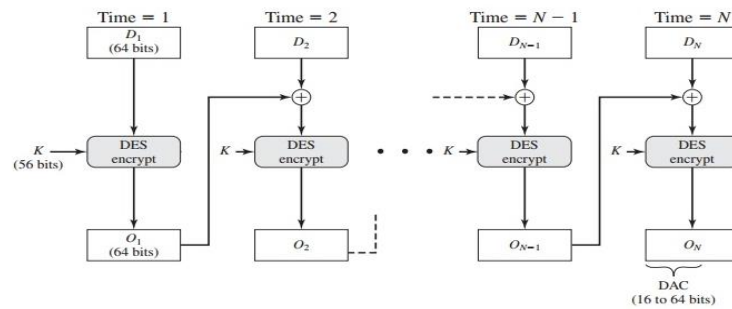 Time = 1 Time = 2 Time = N − 1 Time = N
D₁
(64 bits)
D₂
Dₙ₋₁
Dₙ
+ + +
K
(56 bits)
DES
encrypt
K
DES
encrypt
• • •
K
DES
encrypt
K
DES
encrypt
O₁
(64 bits)
O₂
Oₙ₋₁
Oₙ
DAC
(16 to 64 bits)